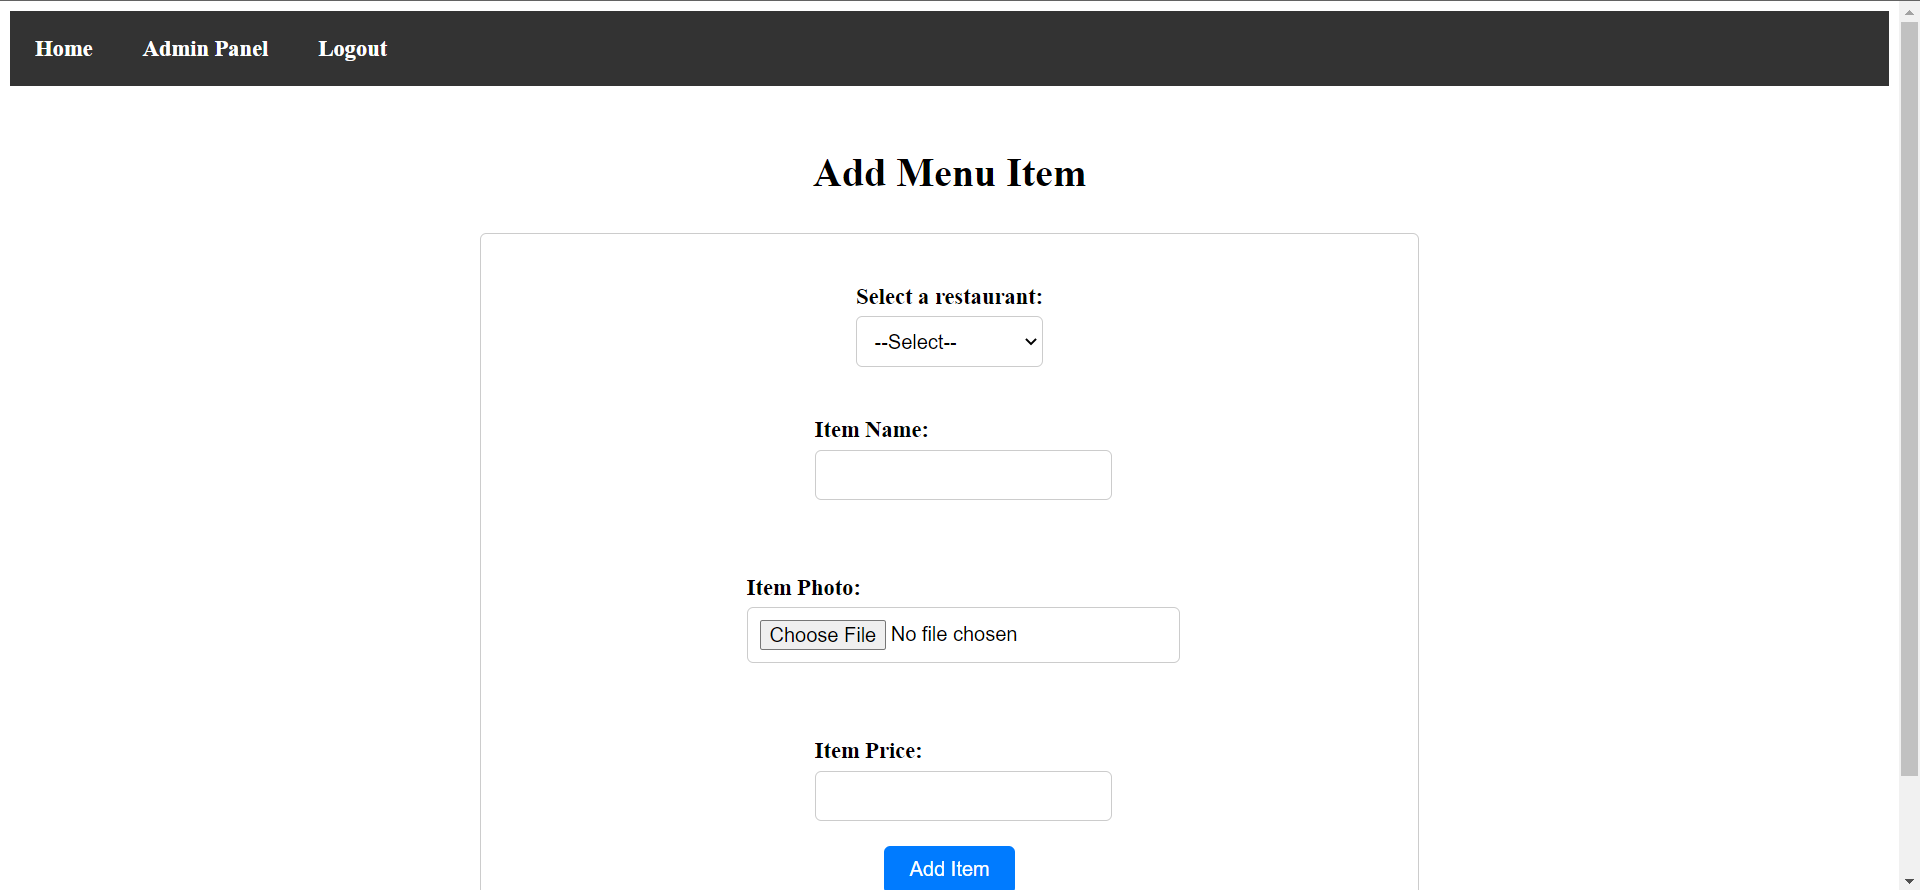 Home Admin Panel Logout
Add Menu Item
Select a restaurant:
--Select--
Item Name:
Item Photo:
Choose File No file chosen
Item Price:
Add Item